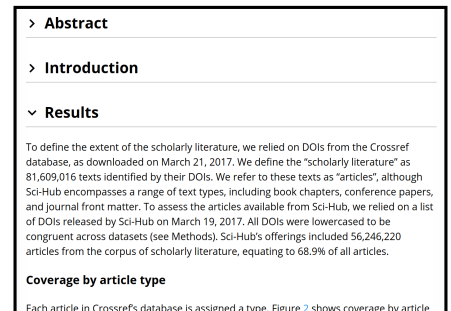 Abstract
Introduction
Results
To define the extent of the scholarly literature, we relied on DOIs from the Crossref
database, as downloaded on March 21, 2017. We define the “scholarly literature” as
81,609,016 texts identified by their DOIs. We refer to these texts as “articles”, although
Sci-Hub encompasses a range of text types, including book chapters, conference papers,
and journal front matter. To assess the articles available from Sci-Hub, we relied on a list
of DOIs released by Sci-Hub on March 19, 2017. All DOIs were lowercased to be
congruent across datasets (see Methods). Sci-Hub’s offerings included 56,246,220
articles from the corpus of scholarly literature, equating to 68.9% of all articles.
Coverage by article type
Each article in Crossref’s database is assigned a type. Figure 2 shows coverage by article